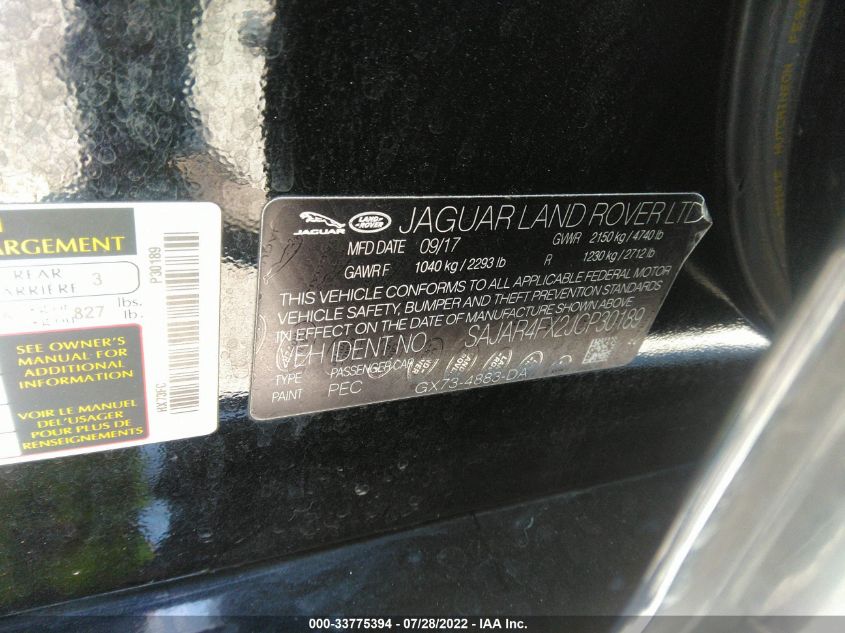 ARGEMENT
REAR 3
ARRIÈRE
827 lbs.
lb.
P30189
SEE OWNER'S
MANUAL FOR
ADDITIONAL
INFORMATION
VOIR LE MANUEL
DEL'USAGER
POUR PLUS DE
RENSEIGNEMENTS
JAGUAR
LAND ROVER
JAGUAR LAND ROVER LTD
MFD DATE 09/17 GVWR 2150 kg / 4740 lb
GAWR F 1040 kg / 2293 lb R 1230 kg / 2712 lb
THIS VEHICLE CONFORMS TO ALL APPLICABLE FEDERAL MOTOR
VEHICLE SAFETY, BUMPER AND THEFT PREVENTION STANDARDS
IN EFFECT ON THE DATE OF MANUFACTURE SHOWN ABOVE.
VEH IDENT NO SAJAR4FX2JCP30189
TYPE PASSENGER CAR
PAINT PEC GX73-4883-DA
000-33775394 / 07/28/2022 - IAA Inc.